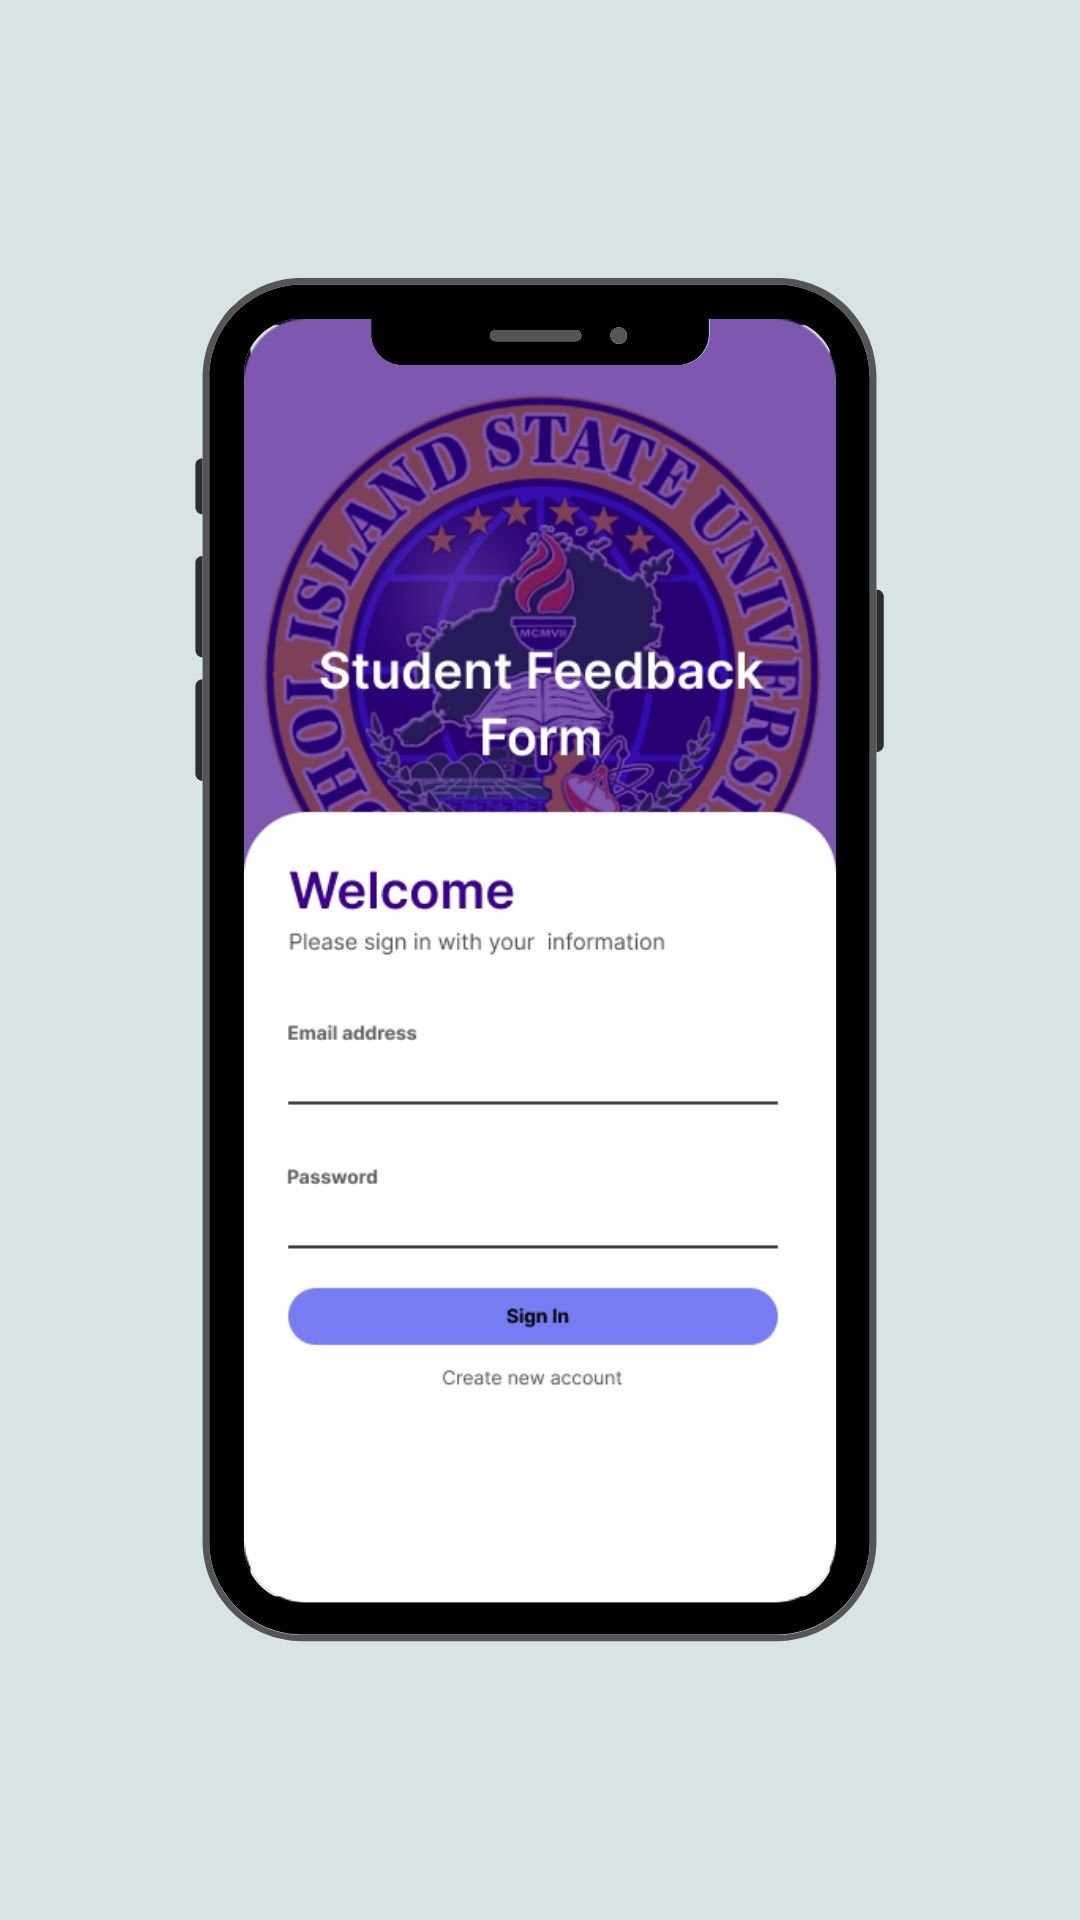 BOHOL ISLAND STATE UNIVERSITY
MCMVII
Student Feedback
Form
Welcome
Please sign in with your  information
Email address
Password
Sign In
Create new account